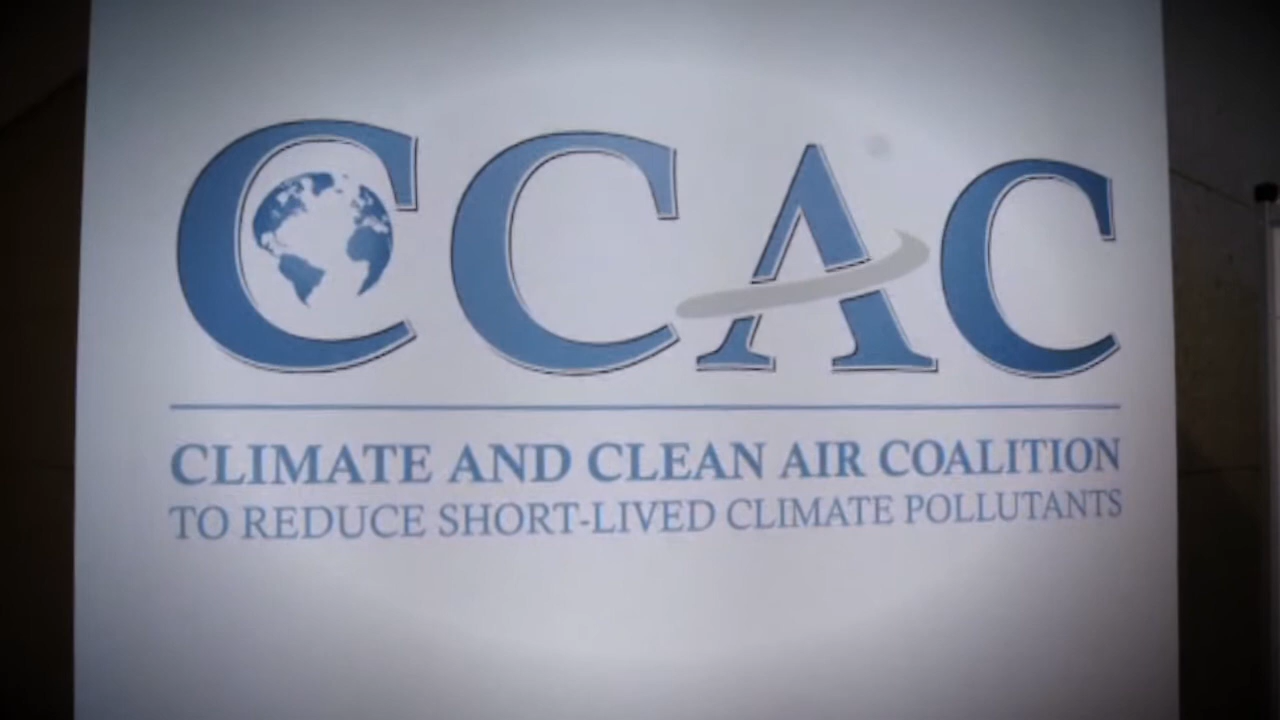 CCAC
CLIMATE AND CLEAN AIR COALITION
TO REDUCE SHORT-LIVED CLIMATE POLLUTANTS